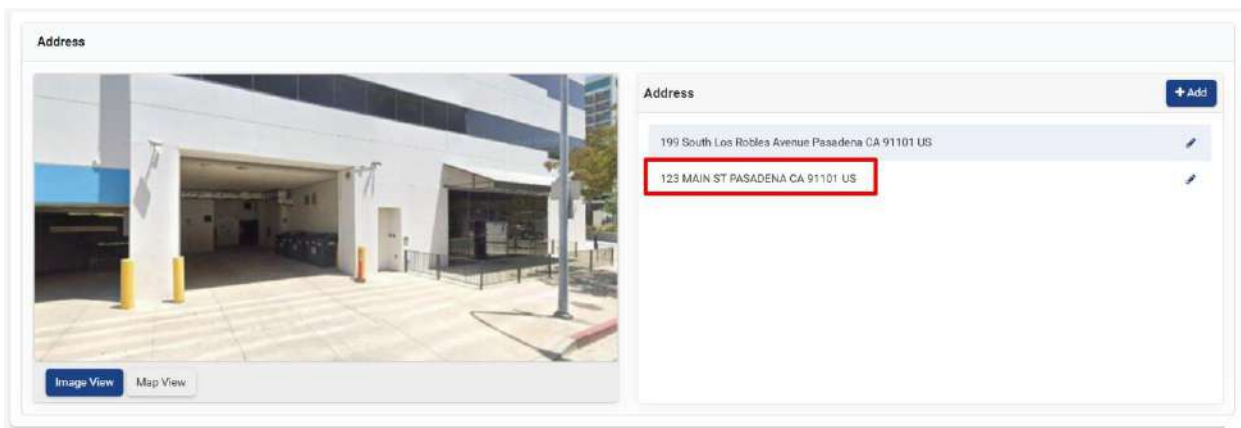 Address
Address
+ Add
199 South Los Robles Avenue Pasadena CA 91101 US
123 MAIN ST PASADENA CA 91101 US
Image View
Map View